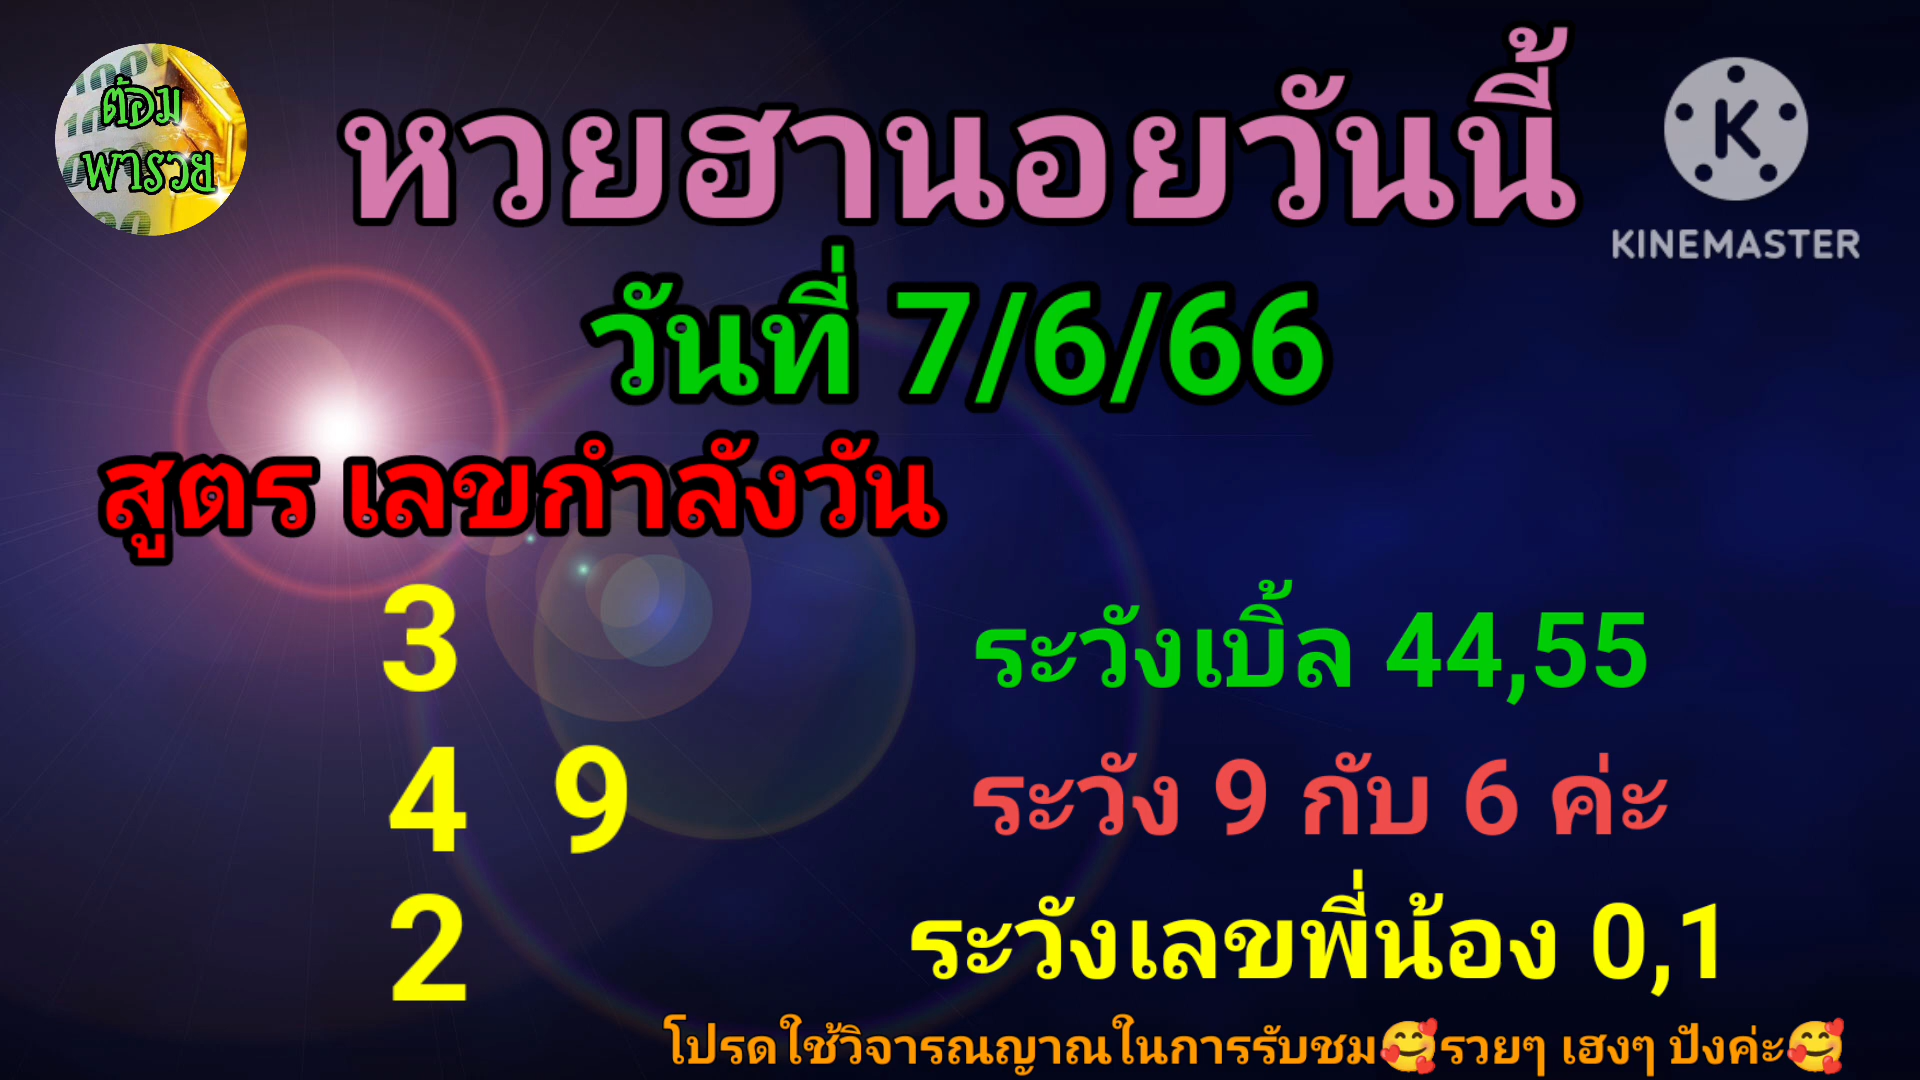 ต้อม
พารวย
หวยฮานอยวันนี้
KINEMASTER
วันที่ 7/6/66
สูตร เลขกำลังวัน
3
ระวังเบิ้ล 44,55
4 9
ระวัง 9 กับ 6 ค่ะ
2
ระวังเลขพี่น้อง 0,1
โปรดใช้วิจารณญาณในการรับชม🥰รวยๆ เฮงๆ ปังค่ะ🥰